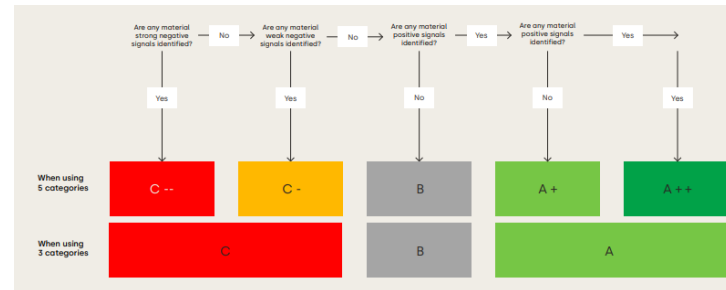 Are any material
strong negative
signals identified?
No
Are any material
weak negative
signals identified?
No
Are any material
positive signals
identified?
Yes
Are any material
positive signals
identified?
Yes
Yes
Yes
No
No
Yes
When using
5 categories
C --
C -
B
A +
A + +
When using
3 categories
C
B
A